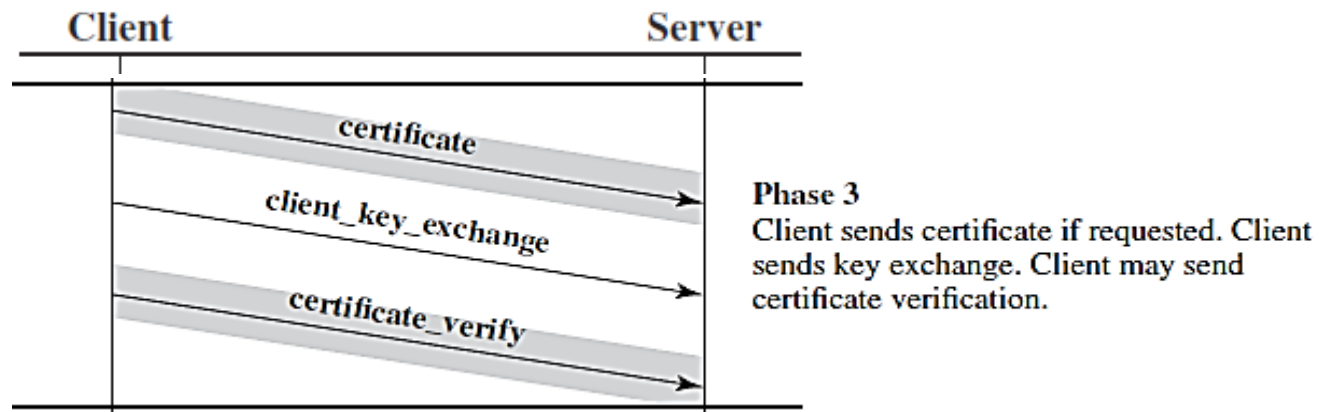 Client
Server
certificate
client_key_exchange
certificate_verify
Phase 3
Client sends certificate if requested. Client
sends key exchange. Client may send
certificate verification.